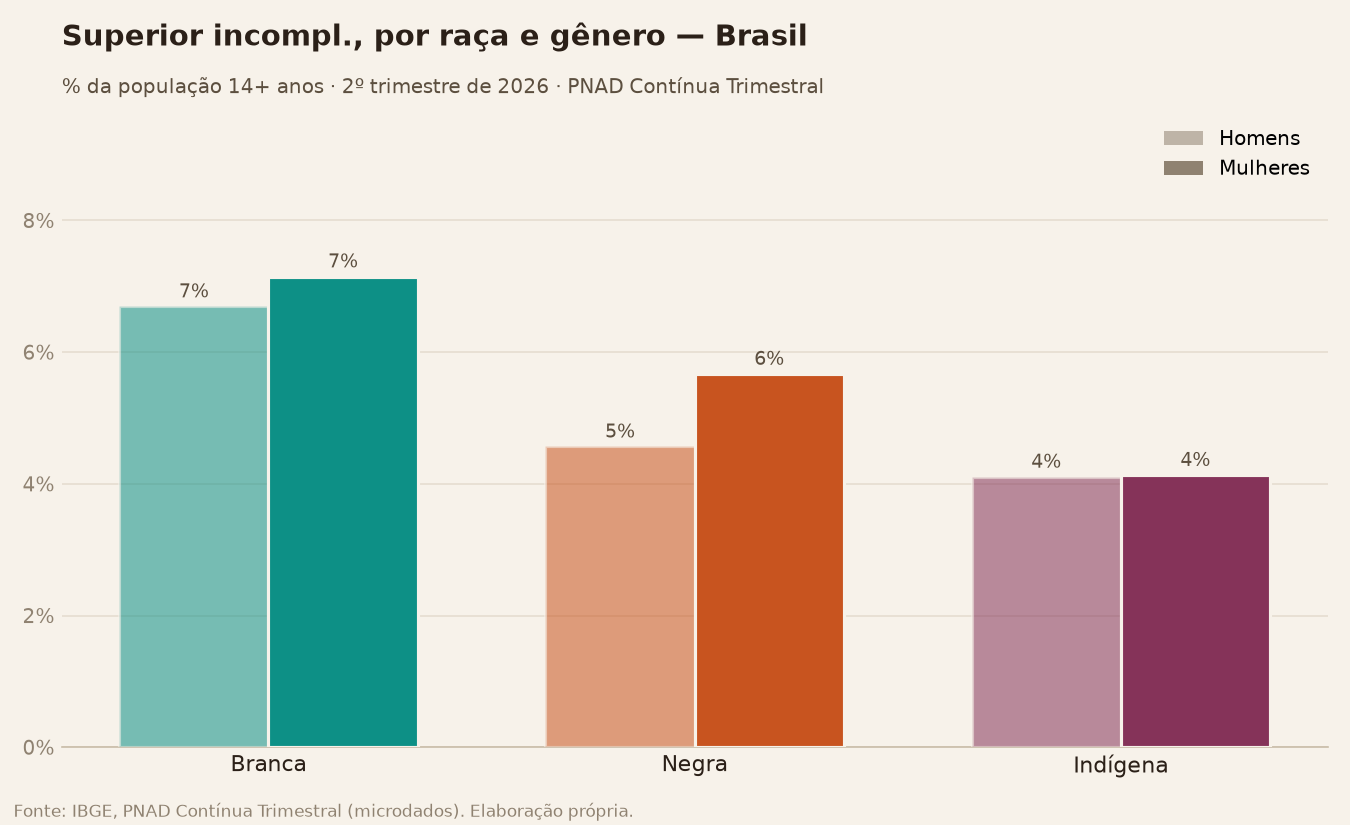 Superior incompl., por raça e gênero — Brasil
% da população 14+ anos · 2º trimestre de 2026 · PNAD Contínua Trimestral
Homens
Mulheres
8%
6%
4%
2%
0%
7%
7%
5%
6%
4%
4%
Branca
Negra
Indígena
Fonte: IBGE, PNAD Contínua Trimestral (microdados). Elaboração própria.